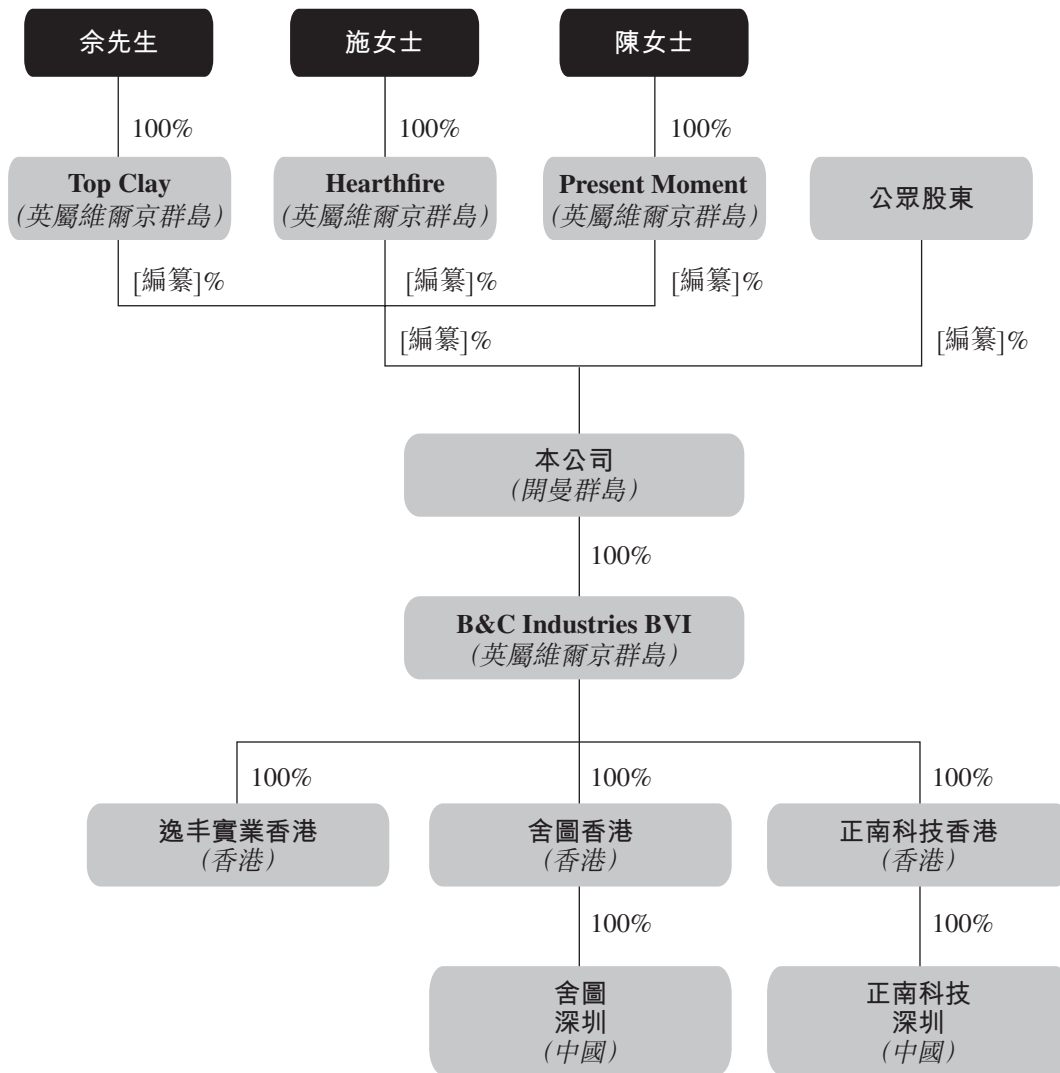 佘先生
施女士
陳女士
100%
100%
100%
Top Clay
(英屬維爾京群島)
Hearthfire
(英屬維爾京群島)
Present Moment
(英屬維爾京群島)
公眾股東
[編纂]%
[編纂]%
[編纂]%
[編纂]%
[編纂]%
本公司
(開曼群島)
100%
B&C Industries BVI
(英屬維爾京群島)
100%
100%
100%
逸丰實業香港
(香港)
舍圖香港
(香港)
正南科技香港
(香港)
100%
100%
舍圖
深圳
(中國)
正南科技
深圳
(中國)